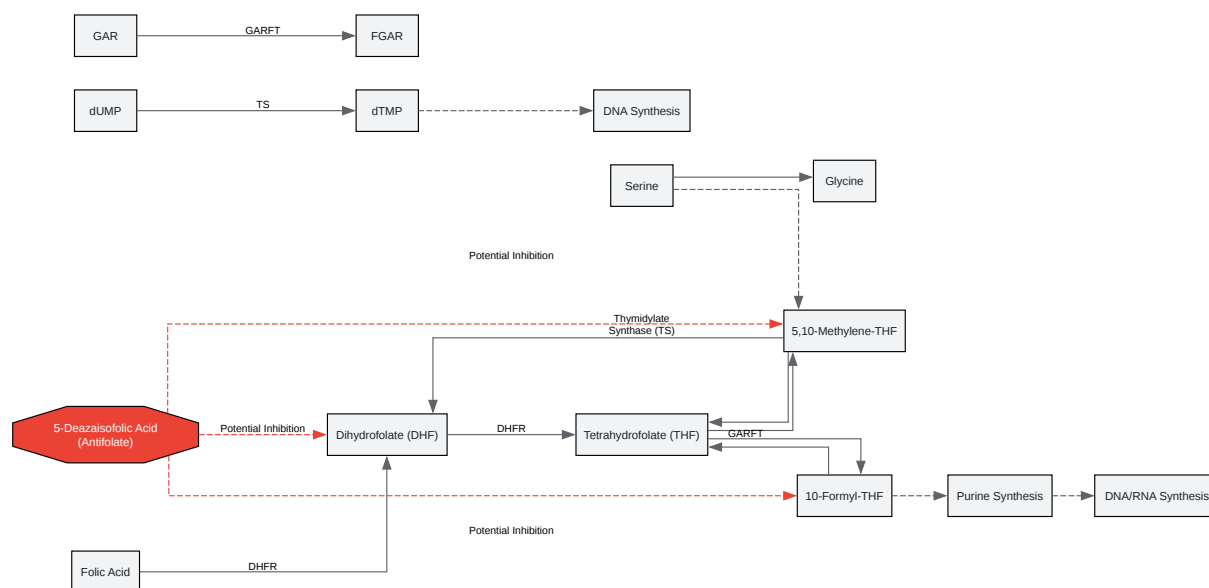 GAR
GARFT
FGAR
dUMP
TS
dTMP
DNA Synthesis
Serine
Glycine
Potential Inhibition
Thymidylate
Synthase (TS)
5,10-Methylene-THF
5-Deazaisofolic Acid
(Antifolate)
Potential Inhibition
Dihydrofolate (DHF)
DHFR
Tetrahydrofolate (THF)
GARFT
10-Formyl-THF
Purine Synthesis
DNA/RNA Synthesis
Potential Inhibition
Folic Acid
DHFR